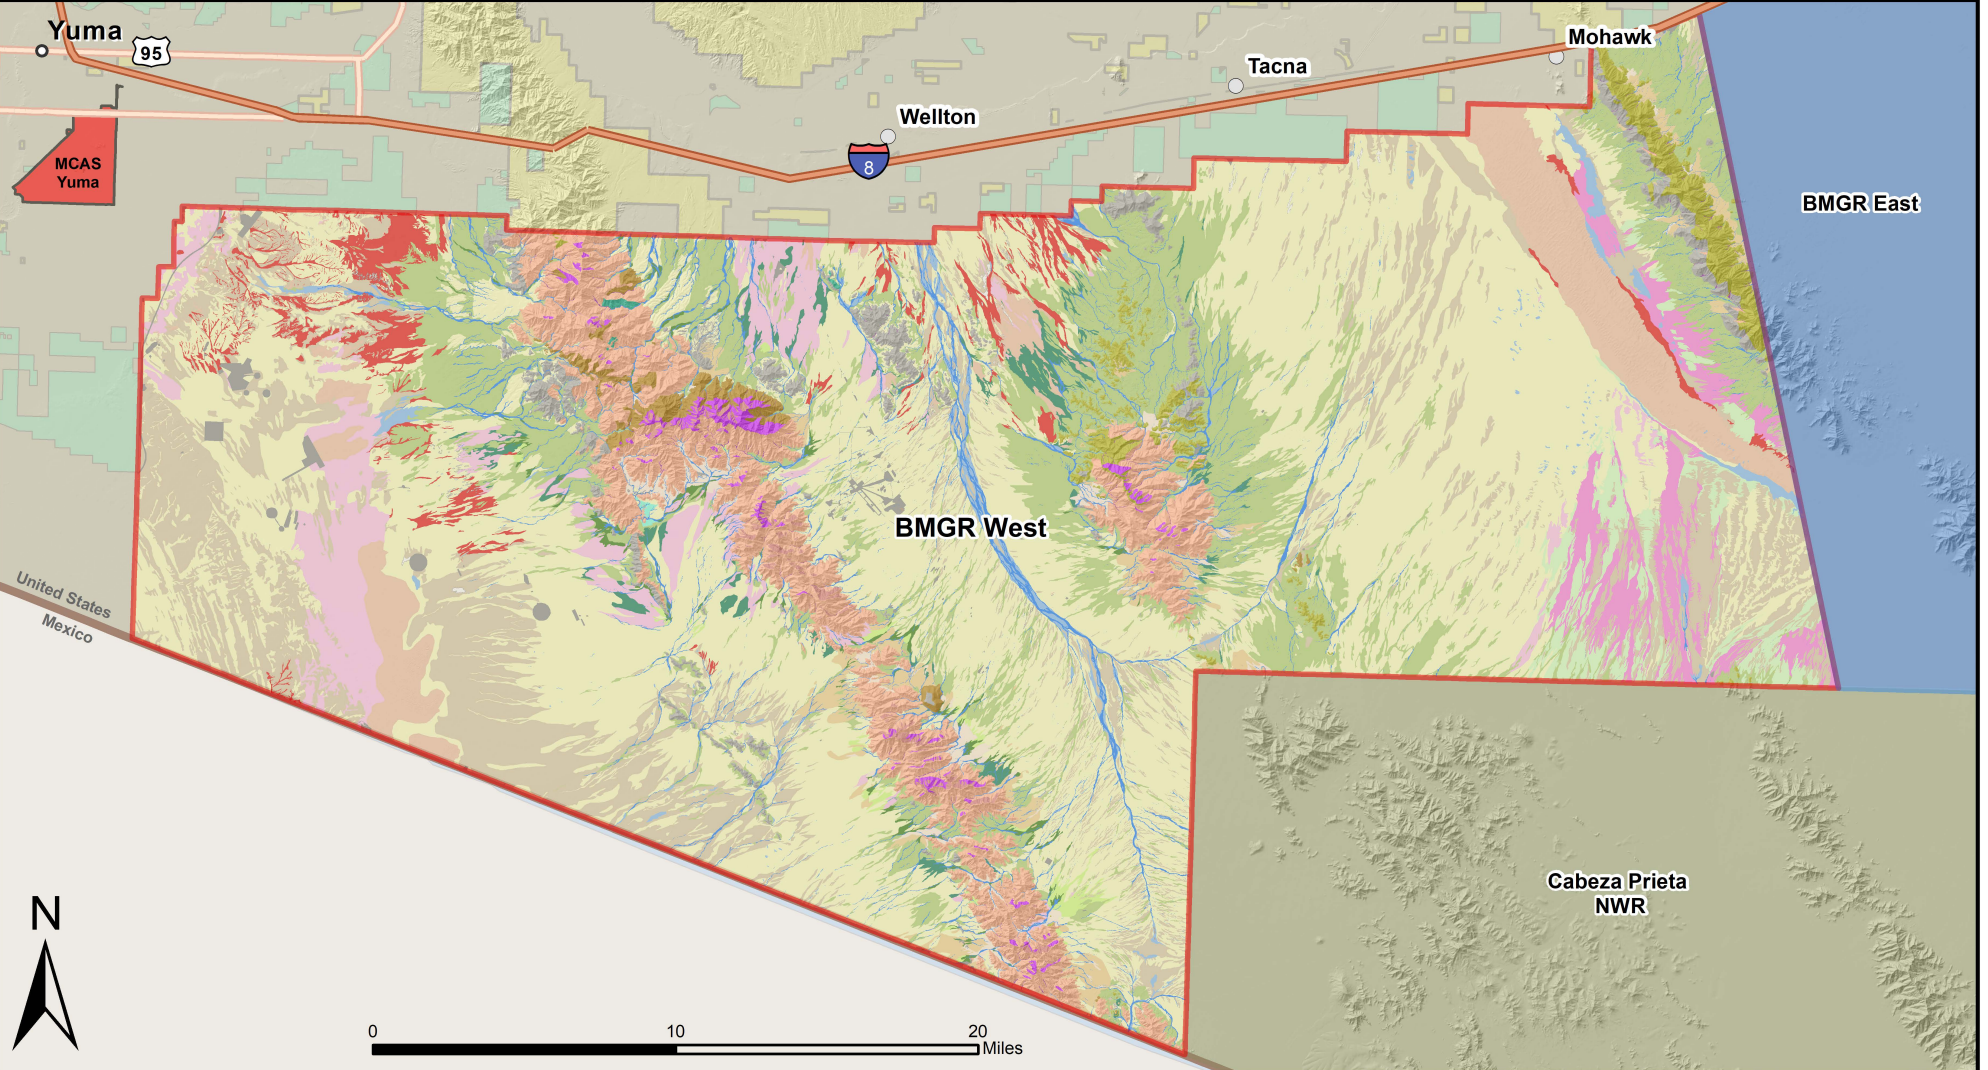 Yuma
95
Mohawk
Tacna
Wellton
8
MCAS
Yuma
BMGR East
BMGR West
United States
Mexico
Cabeza Prieta
NWR
N
0 10 20
Miles